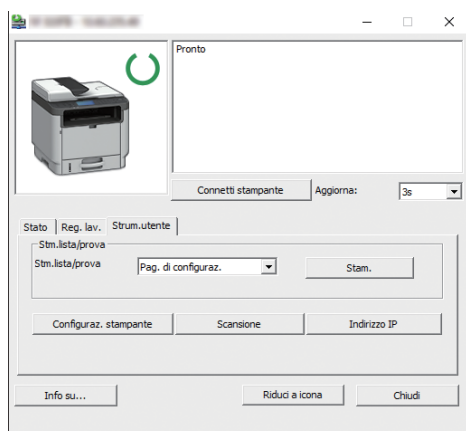 Pronto
Connetti stampante Aggiorna: 3s
Stato Reg. lav. Strum.utente
Stm.lista/prova
Stm.lista/prova Pag. di configuraz. Stam.
Configuraz. stampante Scansione Indirizzo IP
Info su... Riduci a icona Chiudi